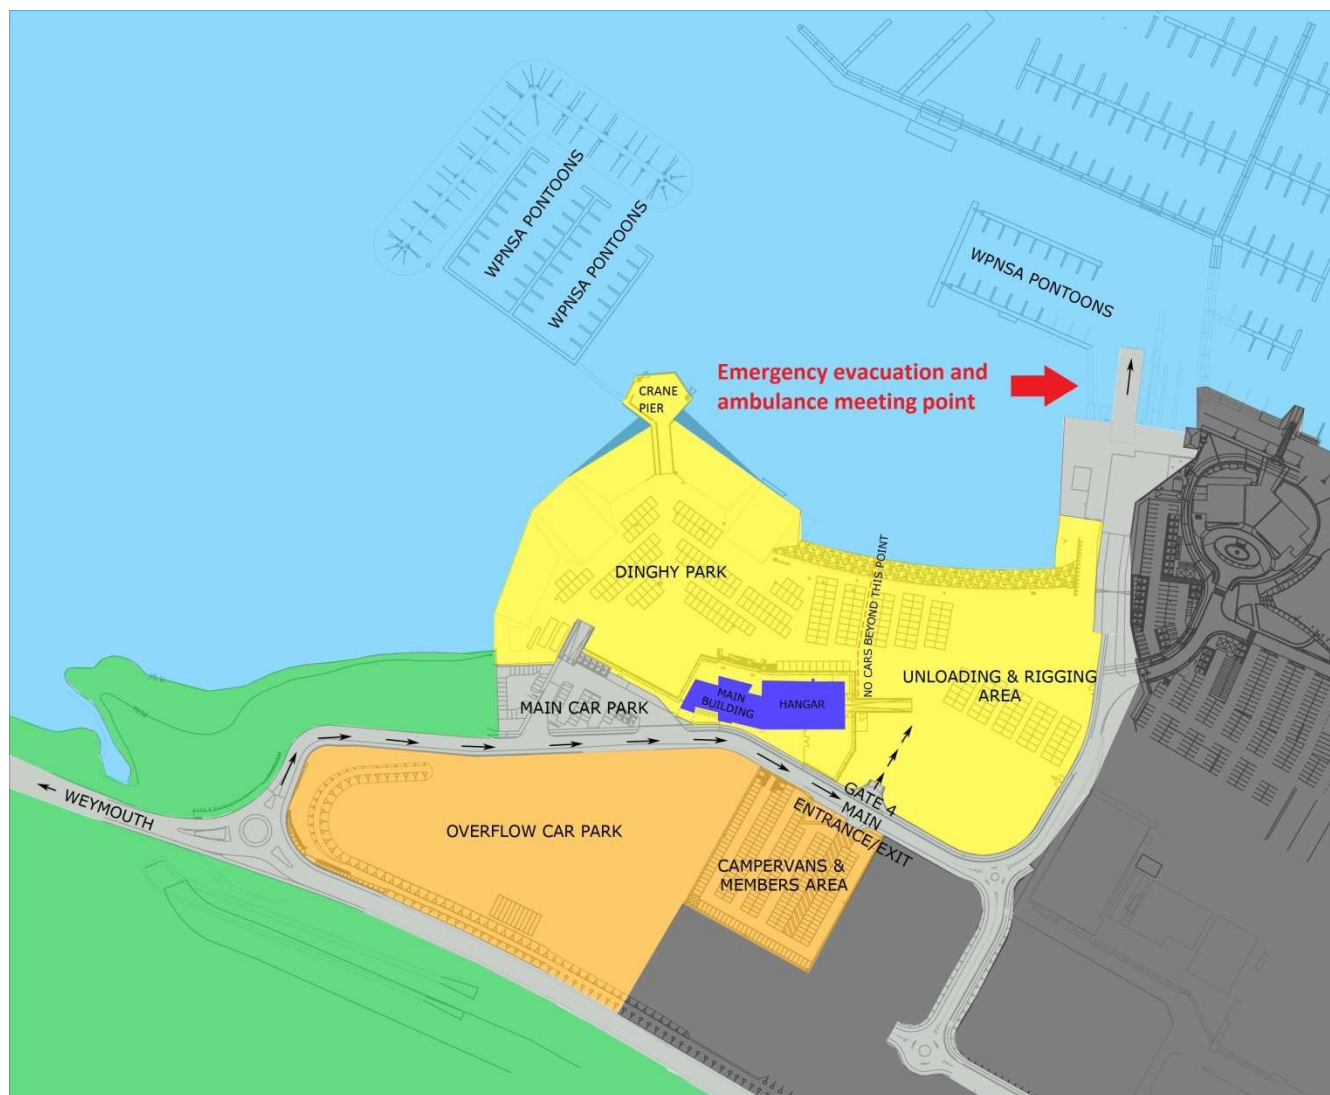 WPNSA PONTOONS
WPNSA PONTOONS
WPNSA PONTOONS
Emergency evacuation and
ambulance meeting point
CRANE
PIER
DINGHY PARK
NO CARS BEYOND THIS POINT
UNLOADING & RIGGING
AREA
MAIN CAR PARK
MAIN
BUILDING
HANGAR
WEYMOUTH
GATE 4
MAIN
ENTRANCE/EXIT
OVERFLOW CAR PARK
CAMPERVANS &
MEMBERS AREA